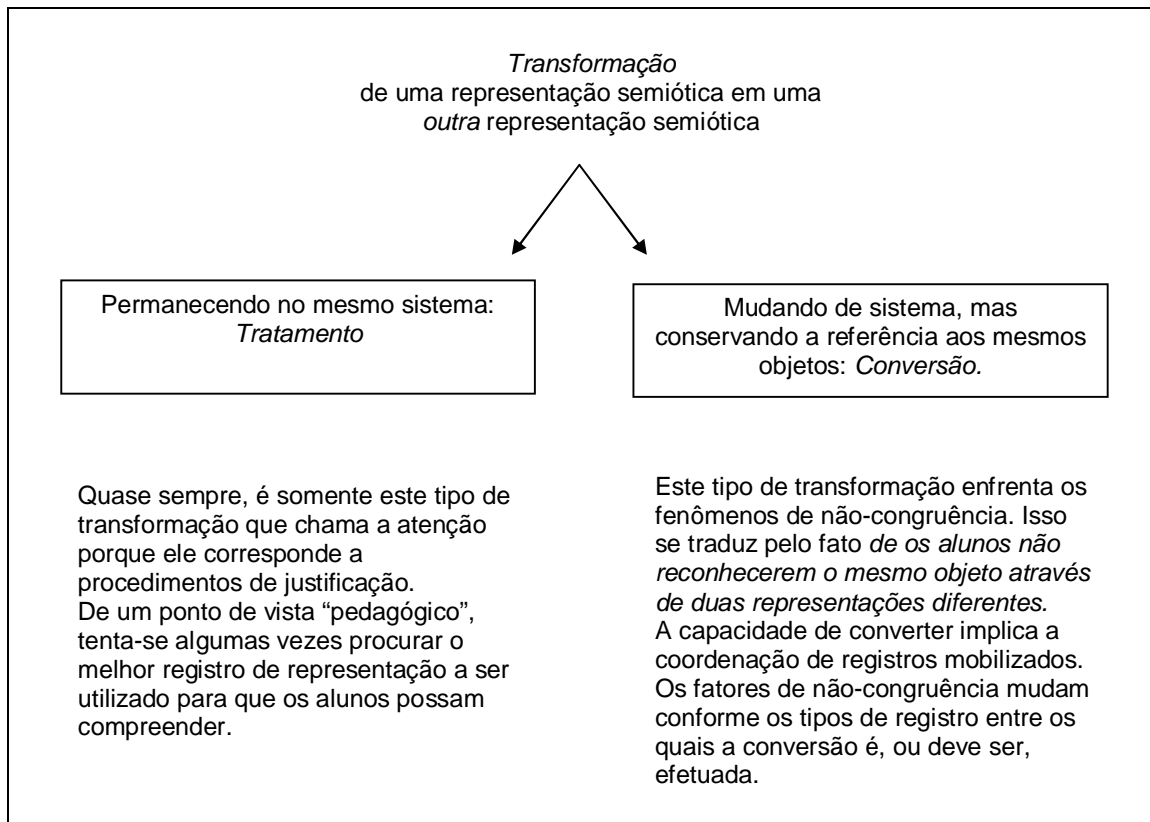 Transformação
de uma representação semiótica em uma
outra representação semiótica
Permanecendo no mesmo sistema:
Tratamento
Mudando de sistema, mas
conservando a referência aos mesmos
objetos: Conversão.
Quase sempre, é somente este tipo de
transformação que chama a atenção
porque ele corresponde a
procedimentos de justificação.
De um ponto de vista “pedagógico”,
tenta-se algumas vezes procurar o
melhor registro de representação a ser
utilizado para que os alunos possam
compreender.
Este tipo de transformação enfrenta os
fenômenos de não-congruência. Isso
se traduz pelo fato de os alunos não
reconhecerem o mesmo objeto através
de duas representações diferentes.
A capacidade de converter implica a
coordenação de registros mobilizados.
Os fatores de não-congruência mudam
conforme os tipos de registro entre os
quais a conversão é, ou deve ser,
efetuada.